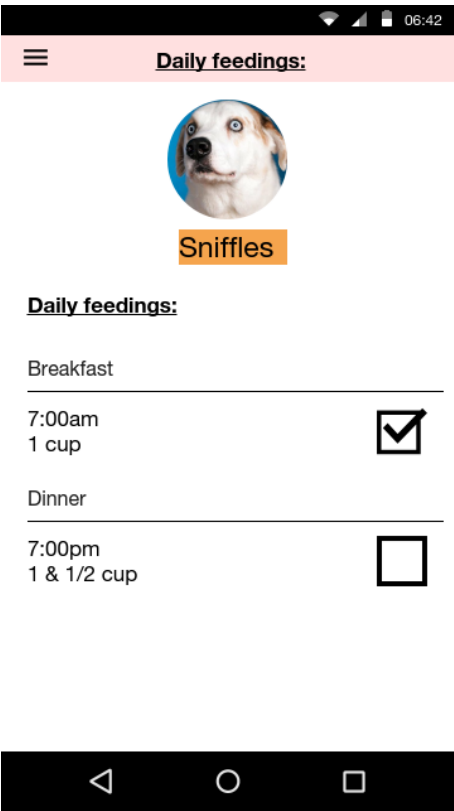 06:42
Daily feedings:
Sniffles
Daily feedings:
Breakfast
7:00am
1 cup
Dinner
7:00pm
1 & 1/2 cup